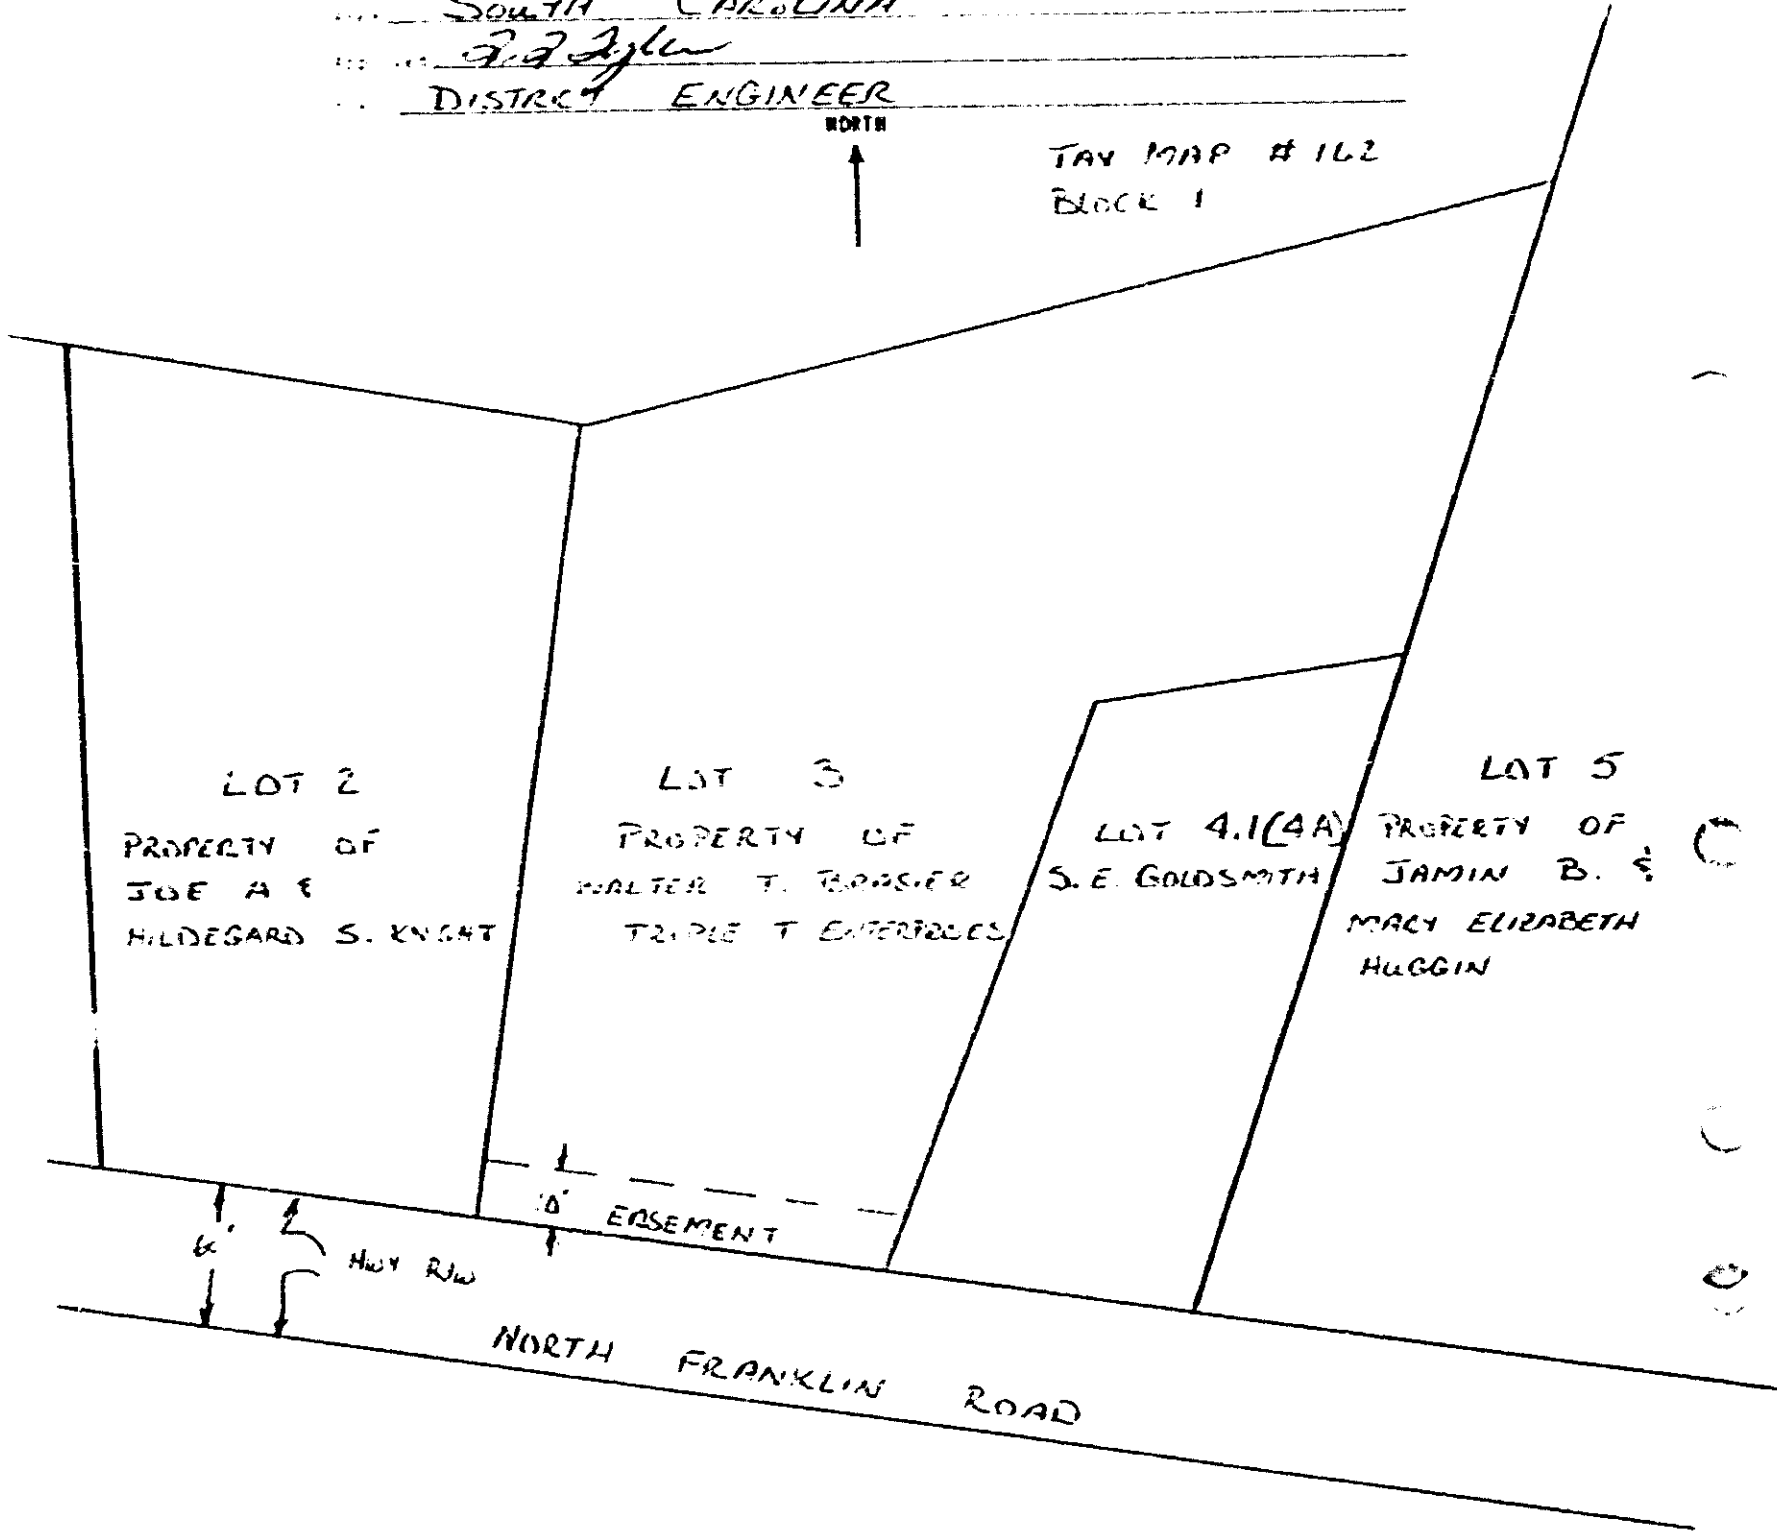 SOUTH CAROLINA
DISTRICT ENGINEER
NORTH
TAX MAP # 162
BLOCK 1
LOT 2
PROPERTY OF
JOE A &
HILDEGARD S. KNIGHT
LOT 3
PROPERTY OF
WALTER T. BRASIER
TRIPLE T ENTERPRISES
LOT 4.1(4A)
S.E. GOLDSMITH
LOT 5
PROPERTY OF
JAMIN B. &
MARY ELIZABETH
HUGGIN
EASEMENT
HWY R/W
NORTH FRANKLIN ROAD